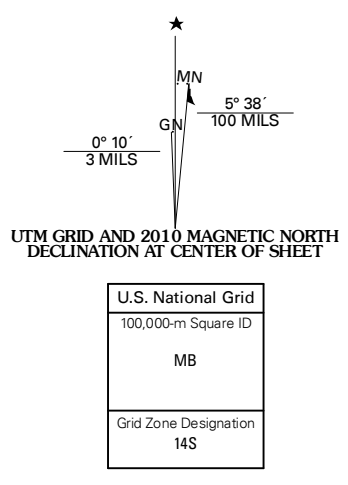 ★
MN
5° 38´
100 MILS
GN
0° 10´
3 MILS
UTM GRID AND 2010 MAGNETIC NORTH
DECLINATION AT CENTER OF SHEET
U.S. National Grid
100,000-m Square ID
MB
Grid Zone Designation
14S